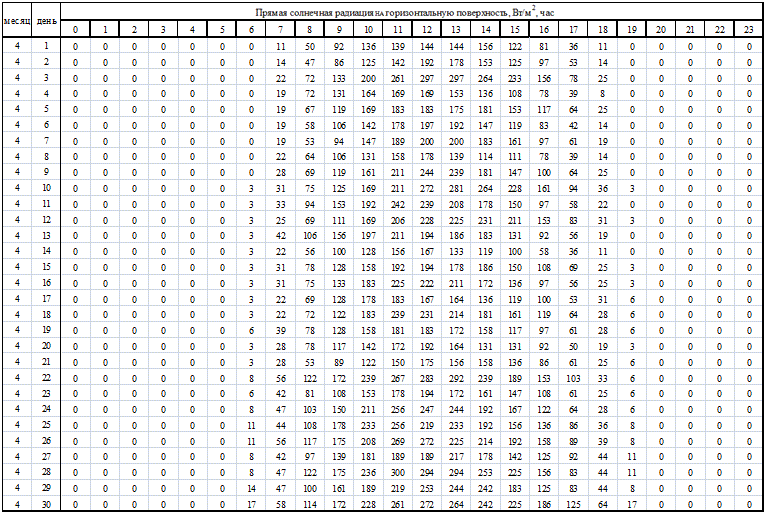 месяц день Прямая солнечная радиация на горизонтальную поверхность, Вт/м², час
0 1 2 3 4 5 6 7 8 9 10 11 12 13 14 15 16 17 18 19 20 21 22 23
4 1 0 0 0 0 0 0 0 11 50 92 136 139 144 144 156 122 81 36 11 0 0 0 0 0
4 2 0 0 0 0 0 0 0 14 47 86 125 142 192 178 153 125 97 53 14 0 0 0 0 0
4 3 0 0 0 0 0 0 0 22 72 133 200 261 297 297 264 233 156 78 25 0 0 0 0 0
4 4 0 0 0 0 0 0 0 19 72 131 164 169 169 153 136 108 78 39 8 0 0 0 0 0
4 5 0 0 0 0 0 0 0 19 67 119 169 183 183 175 181 153 117 64 25 0 0 0 0 0
4 6 0 0 0 0 0 0 0 19 58 106 142 178 197 192 147 119 83 42 14 0 0 0 0 0
4 7 0 0 0 0 0 0 0 19 53 94 147 189 200 200 183 161 97 61 19 0 0 0 0 0
4 8 0 0 0 0 0 0 0 22 64 106 131 158 178 139 114 111 78 39 14 0 0 0 0 0
4 9 0 0 0 0 0 0 0 28 69 119 161 211 244 239 181 147 100 64 25 0 0 0 0 0
4 10 0 0 0 0 0 0 3 31 75 125 169 211 272 281 264 228 161 94 36 3 0 0 0 0
4 11 0 0 0 0 0 0 3 33 94 153 192 242 239 208 178 150 97 58 22 0 0 0 0 0
4 12 0 0 0 0 0 0 3 25 69 111 169 206 228 225 231 211 153 83 31 3 0 0 0 0
4 13 0 0 0 0 0 0 3 42 106 156 197 211 194 186 183 131 92 56 19 0 0 0 0 0
4 14 0 0 0 0 0 0 3 22 56 100 128 156 167 133 119 100 58 36 11 0 0 0 0 0
4 15 0 0 0 0 0 0 3 31 78 128 158 192 194 178 186 150 108 69 25 3 0 0 0 0
4 16 0 0 0 0 0 0 3 31 75 133 183 225 222 211 172 136 97 56 25 3 0 0 0 0
4 17 0 0 0 0 0 0 3 22 69 128 178 183 167 164 136 119 100 53 31 6 0 0 0 0
4 18 0 0 0 0 0 0 3 22 72 122 183 239 231 214 181 161 119 64 28 6 0 0 0 0
4 19 0 0 0 0 0 0 6 39 78 128 158 181 183 172 158 117 97 61 28 6 0 0 0 0
4 20 0 0 0 0 0 0 3 28 78 117 142 172 192 164 131 131 92 50 19 3 0 0 0 0
4 21 0 0 0 0 0 0 3 28 53 89 122 150 175 156 158 136 86 61 25 6 0 0 0 0
4 22 0 0 0 0 0 0 8 56 122 172 239 267 283 292 239 189 153 103 33 6 0 0 0 0
4 23 0 0 0 0 0 0 6 42 81 108 153 178 194 172 161 147 108 61 25 6 0 0 0 0
4 24 0 0 0 0 0 0 8 47 103 150 211 256 247 244 192 167 122 64 28 6 0 0 0 0
4 25 0 0 0 0 0 0 11 44 108 178 233 256 219 233 192 156 136 86 36 8 0 0 0 0
4 26 0 0 0 0 0 0 11 56 117 175 208 269 272 225 214 192 158 89 39 8 0 0 0 0
4 27 0 0 0 0 0 0 8 42 97 139 181 189 189 217 178 142 125 92 44 11 0 0 0 0
4 28 0 0 0 0 0 0 8 47 122 175 236 300 294 294 253 225 156 83 44 11 0 0 0 0
4 29 0 0 0 0 0 0 14 47 100 161 189 219 253 244 242 183 125 83 44 8 0 0 0 0
4 30 0 0 0 0 0 0 17 58 114 172 228 261 272 264 242 225 186 125 64 17 0 0 0 0